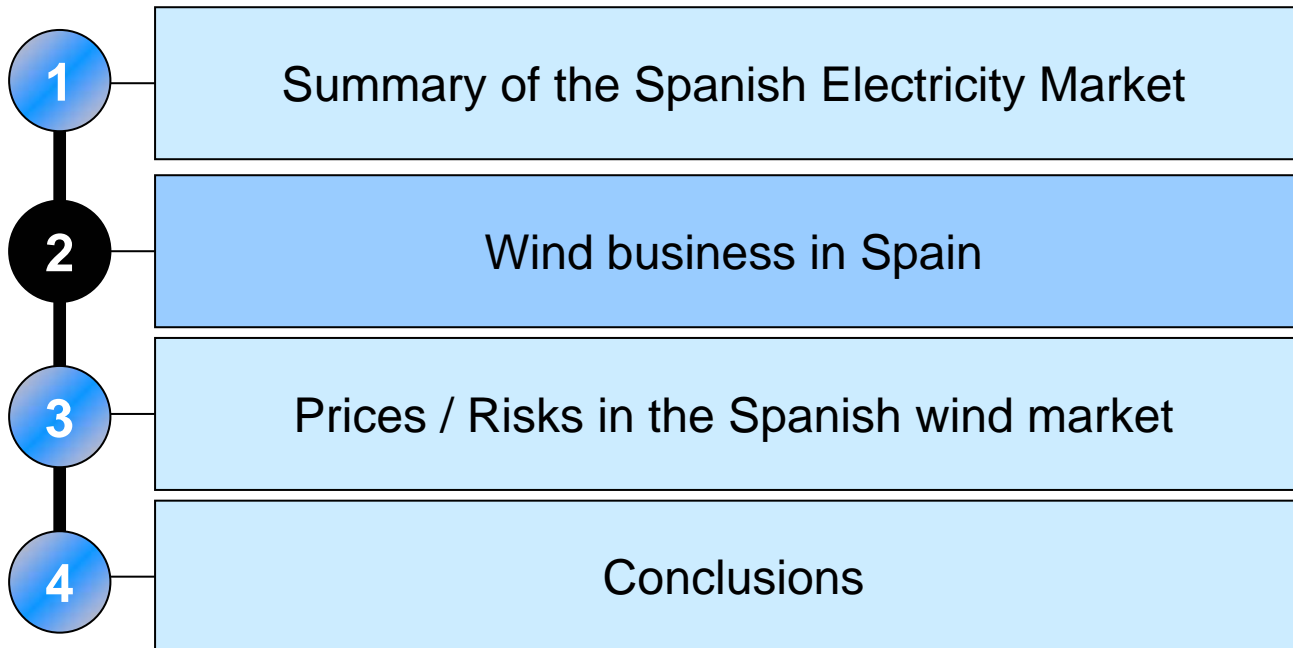 1
Summary of the Spanish Electricity Market
2
Wind business in Spain
3
Prices / Risks in the Spanish wind market
4
Conclusions